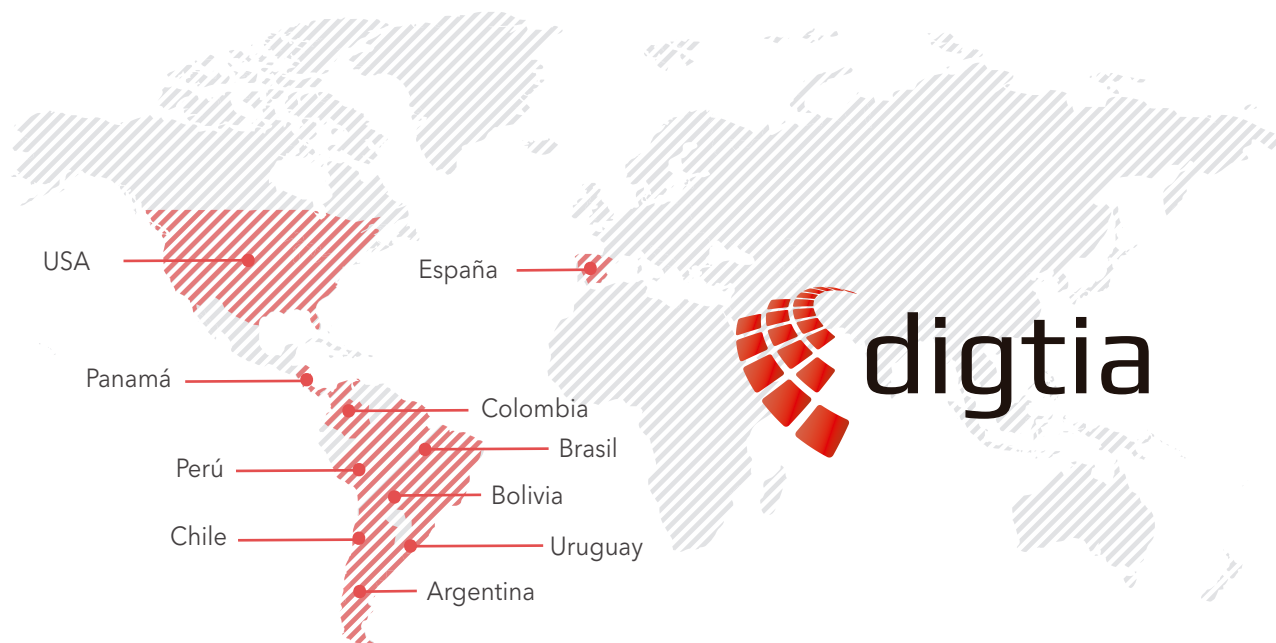 USA
España
digtia
Panamá
Colombia
Brasil
Perú
Bolivia
Chile
Uruguay
Argentina